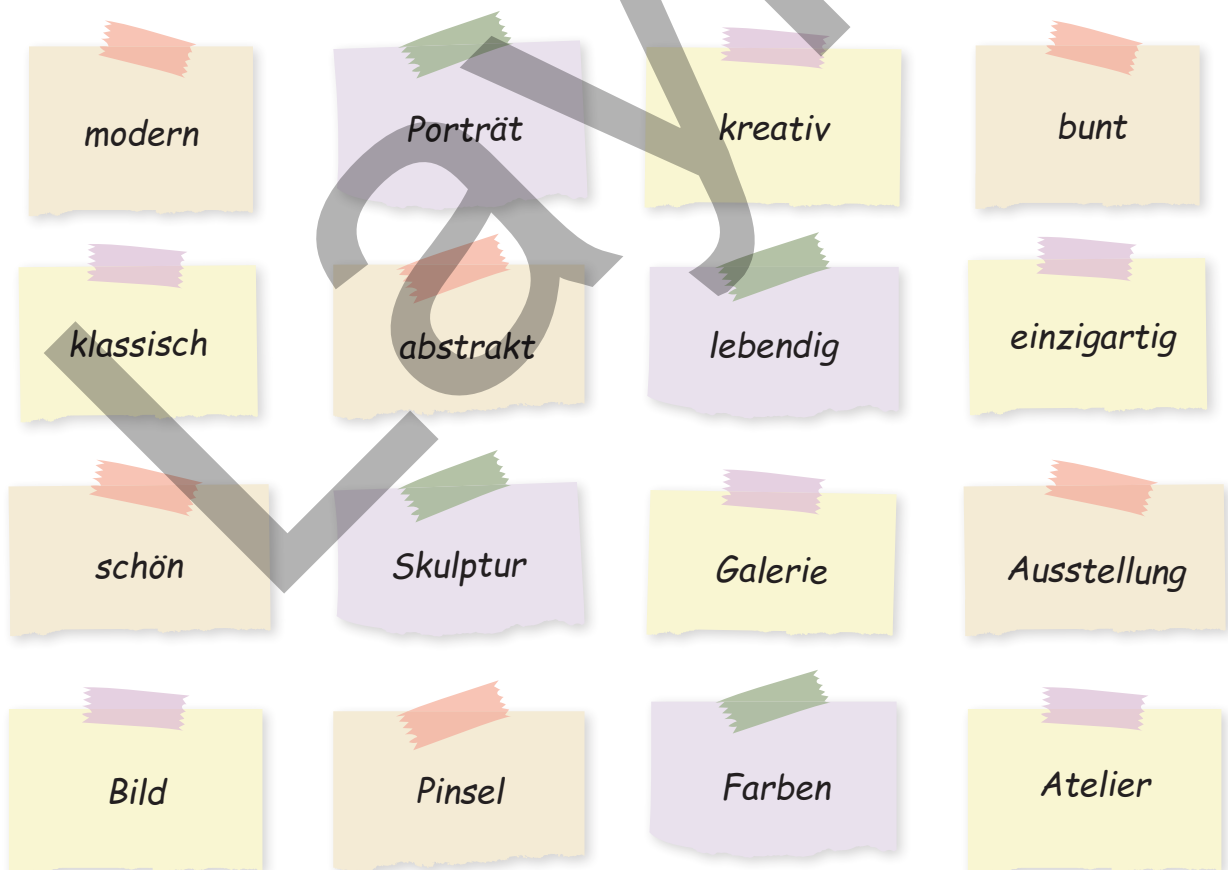 modern
Porträt
kreativ
bunt
klassisch
abstrakt
lebendig
einzigartig
schön
Skulptur
Galerie
Ausstellung
Bild
Pinsel
Farben
Atelier